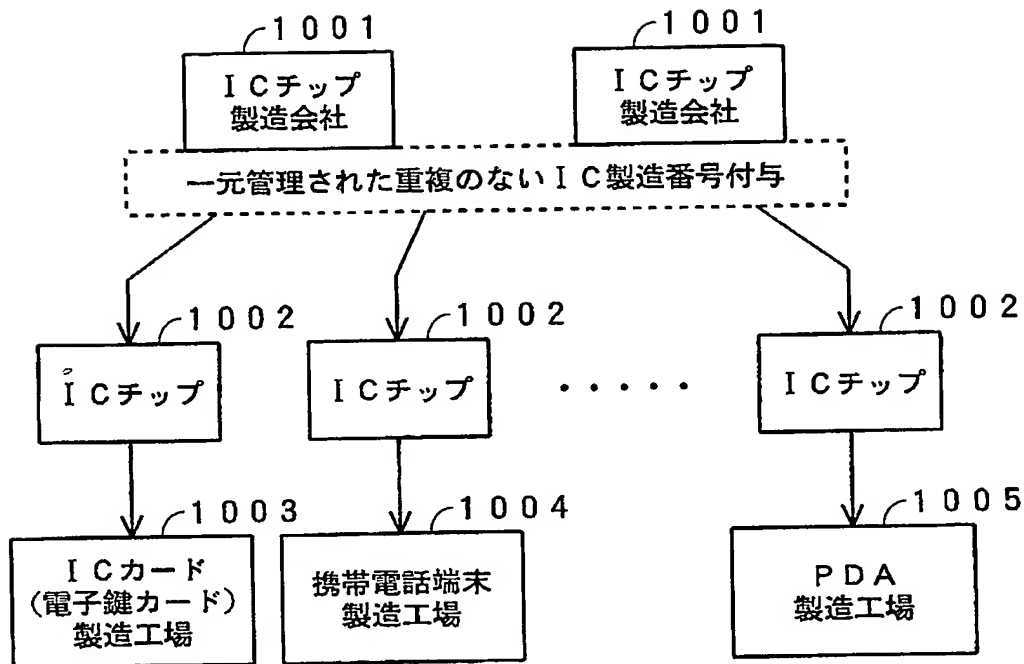 1001 1001
ICチップ ICチップ
製造会社 製造会社
一元管理された重複のないIC製造番号付与
1002 1002 1002
ICチップ ICチップ ・・・・・ ICチップ
1003 1004 1005
ICカード 携帯電話端末 PDA
(電子鍵カード) 製造工場 製造工場
製造工場